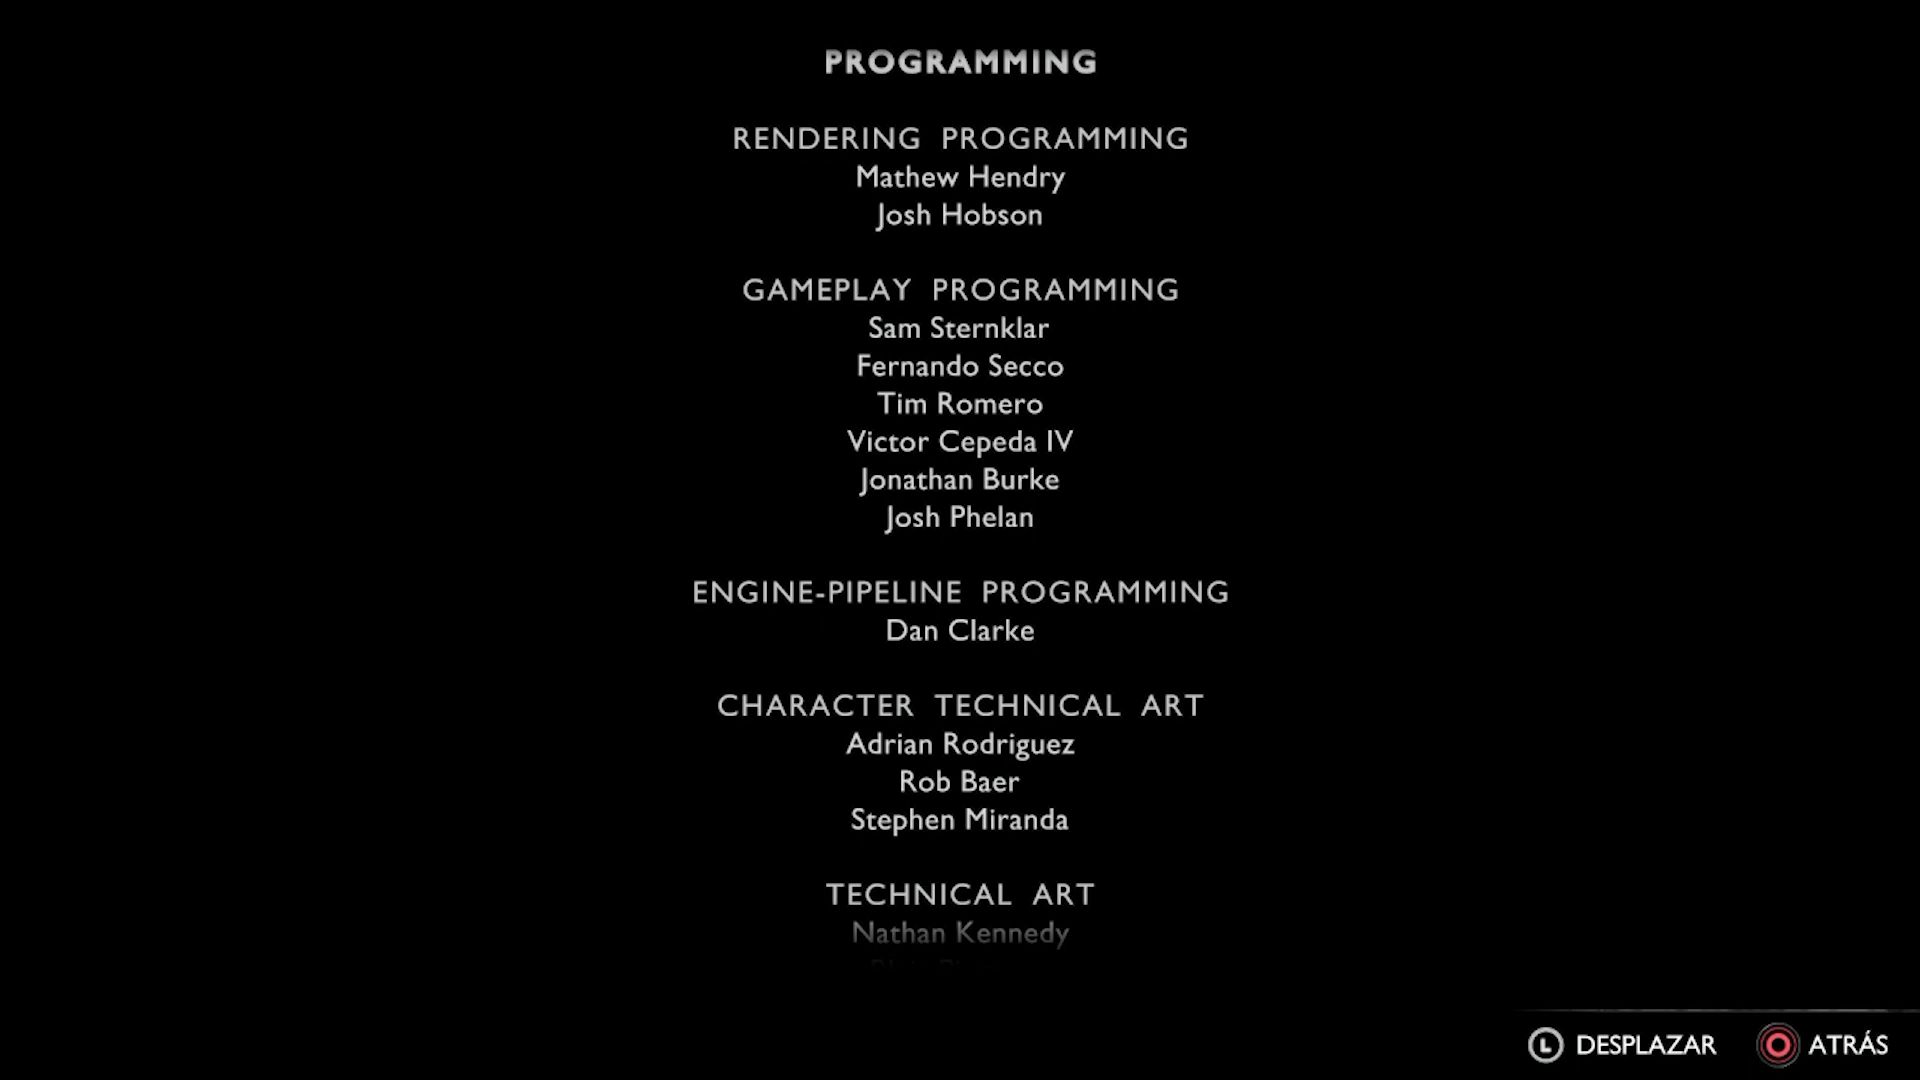 PROGRAMMING
RENDERING PROGRAMMING
Mathew Hendry
Josh Hobson
GAMEPLAY PROGRAMMING
Sam Sternklar
Fernando Secco
Tim Romero
Victor Cepeda IV
Jonathan Burke
Josh Phelan
ENGINE-PIPELINE PROGRAMMING
Dan Clarke
CHARACTER TECHNICAL ART
Adrian Rodriguez
Rob Baer
Stephen Miranda
TECHNICAL ART
Nathan Kennedy
L DESPLAZAR ATRÁS